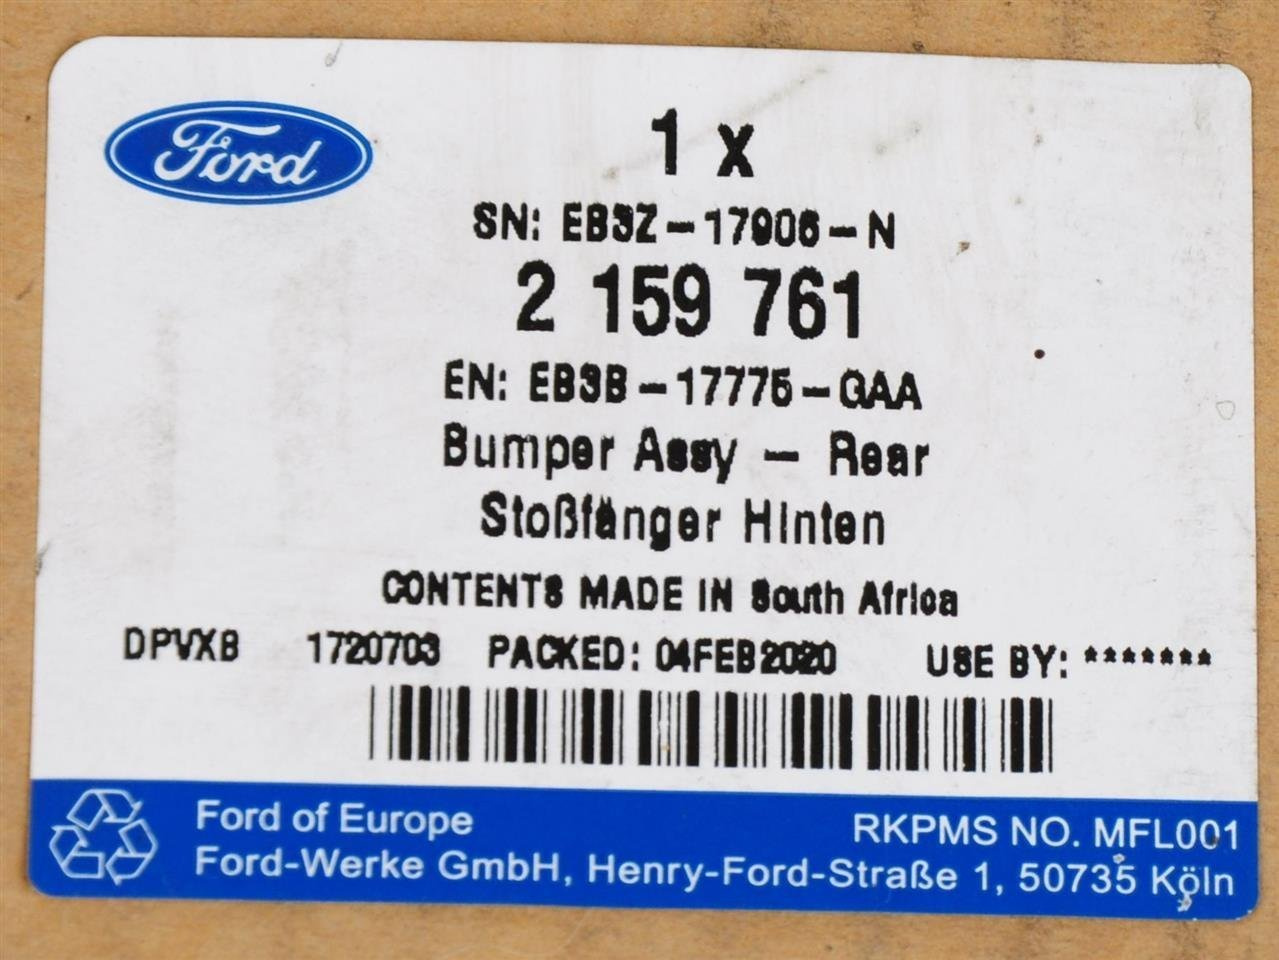 Ford
1 x
SN: EB3Z-17906-N
2 159 761
EN: EB3B-17775-GAA
Bumper Assy - Rear
Stoßfänger Hinten
CONTENTS MADE IN South Africa
DPVXB 1720703 PACKED: 04FEB2020 USE BY: *******
Ford of Europe RKPMS NO. MFL001
Ford-Werke GmbH, Henry-Ford-Straße 1, 50735 Köln